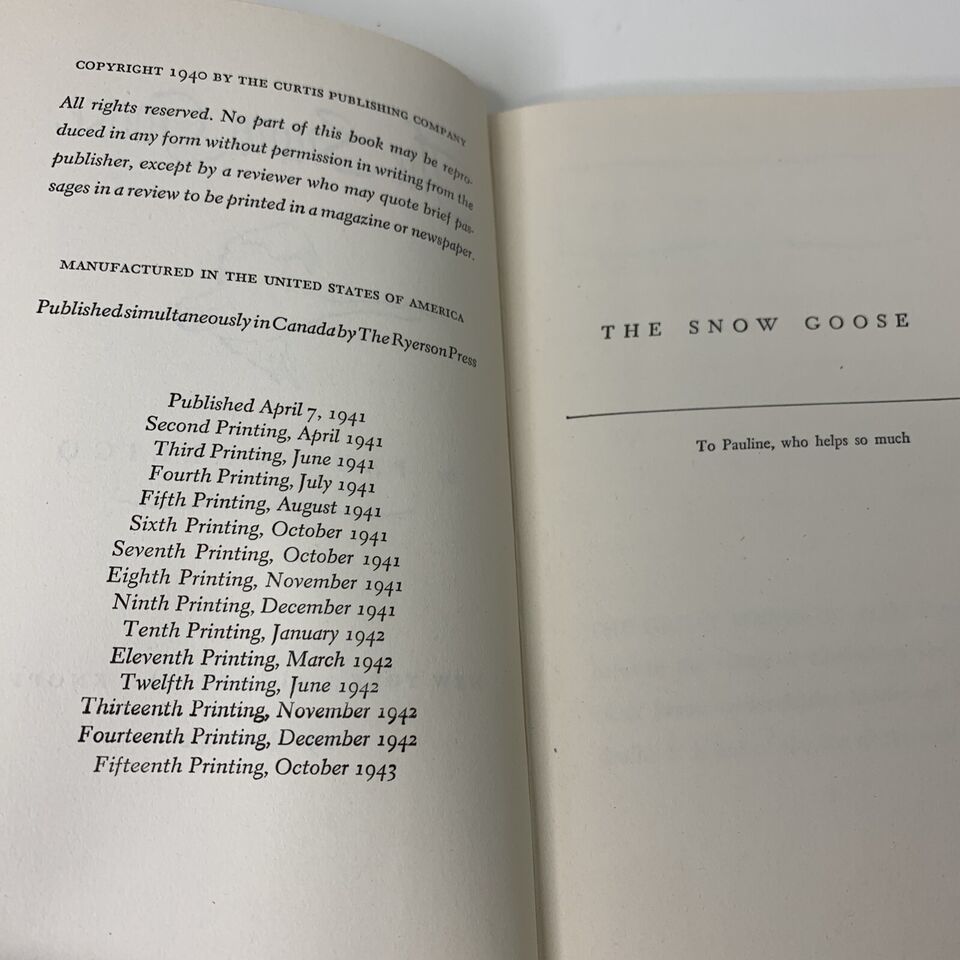 COPYRIGHT 1940 BY THE CURTIS PUBLISHING COMPANY
All rights reserved. No part of this book may be repro-
duced in any form without permission in writing from the
publisher, except by a reviewer who may quote brief pas-
sages in a review to be printed in a magazine or newspaper.
MANUFACTURED IN THE UNITED STATES OF AMERICA
Published simultaneously in Canada by The Ryerson Press
Published April 7, 1941
Second Printing, April 1941
Third Printing, June 1941
Fourth Printing, July 1941
Fifth Printing, August 1941
Sixth Printing, October 1941
Seventh Printing, October 1941
Eighth Printing, November 1941
Ninth Printing, December 1941
Tenth Printing, January 1942
Eleventh Printing, March 1942
Twelfth Printing, June 1942
Thirteenth Printing, November 1942
Fourteenth Printing, December 1942
Fifteenth Printing, October 1943
THE SNOW GOOSE
To Pauline, who helps so much